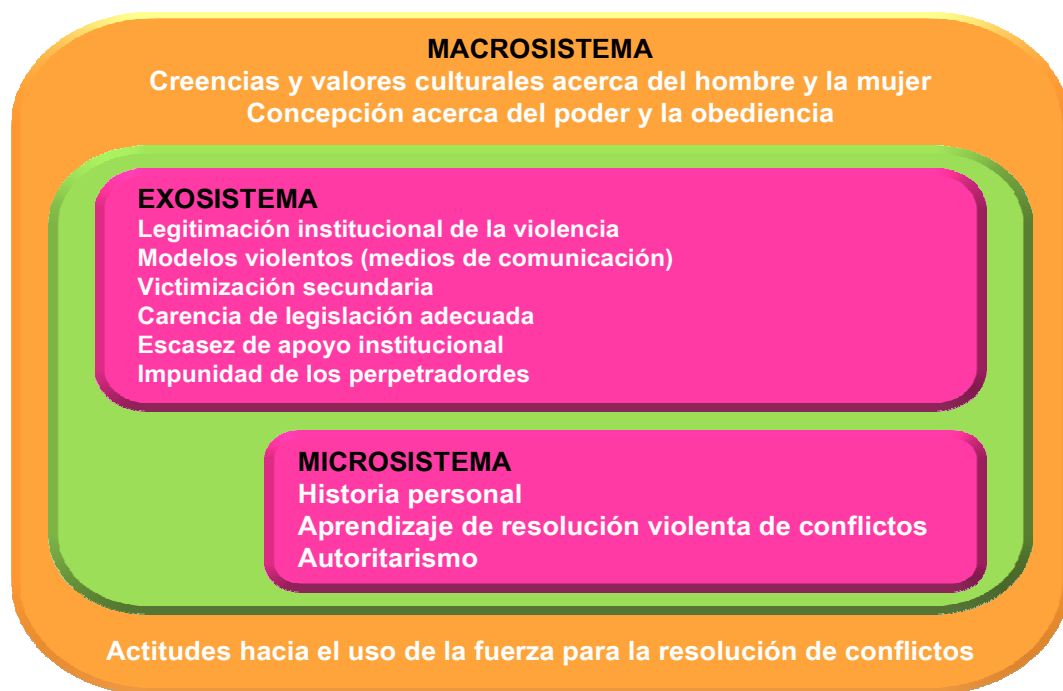 MACROSISTEMA
Creencias y valores culturales acerca del hombre y la mujer
Concepción acerca del poder y la obediencia
EXOSISTEMA
Legitimación institucional de la violencia
Modelos violentos (medios de comunicación)
Victimización secundaria
Carencia de legislación adecuada
Escasez de apoyo institucional
Impunidad de los perpetradordes
MICROSISTEMA
Historia personal
Aprendizaje de resolución violenta de conflictos
Autoritarismo
Actitudes hacia el uso de la fuerza para la resolución de conflictos